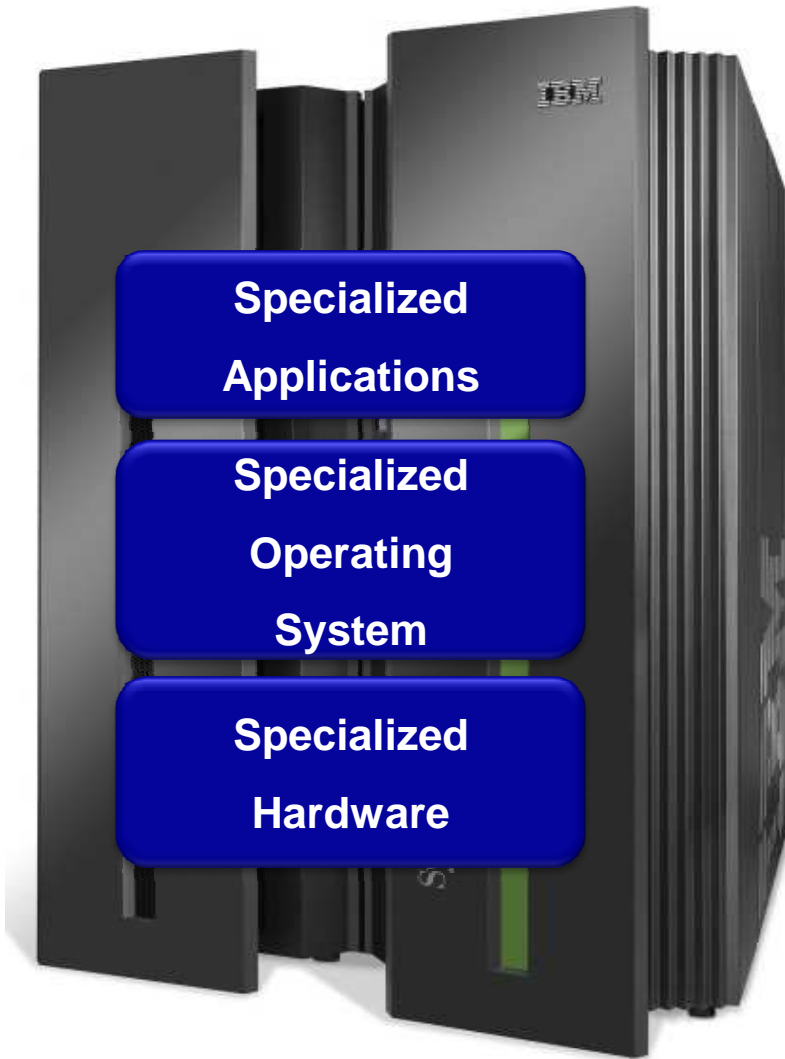 IBM
Specialized
Applications
Specialized
Operating
System
Specialized
Hardware